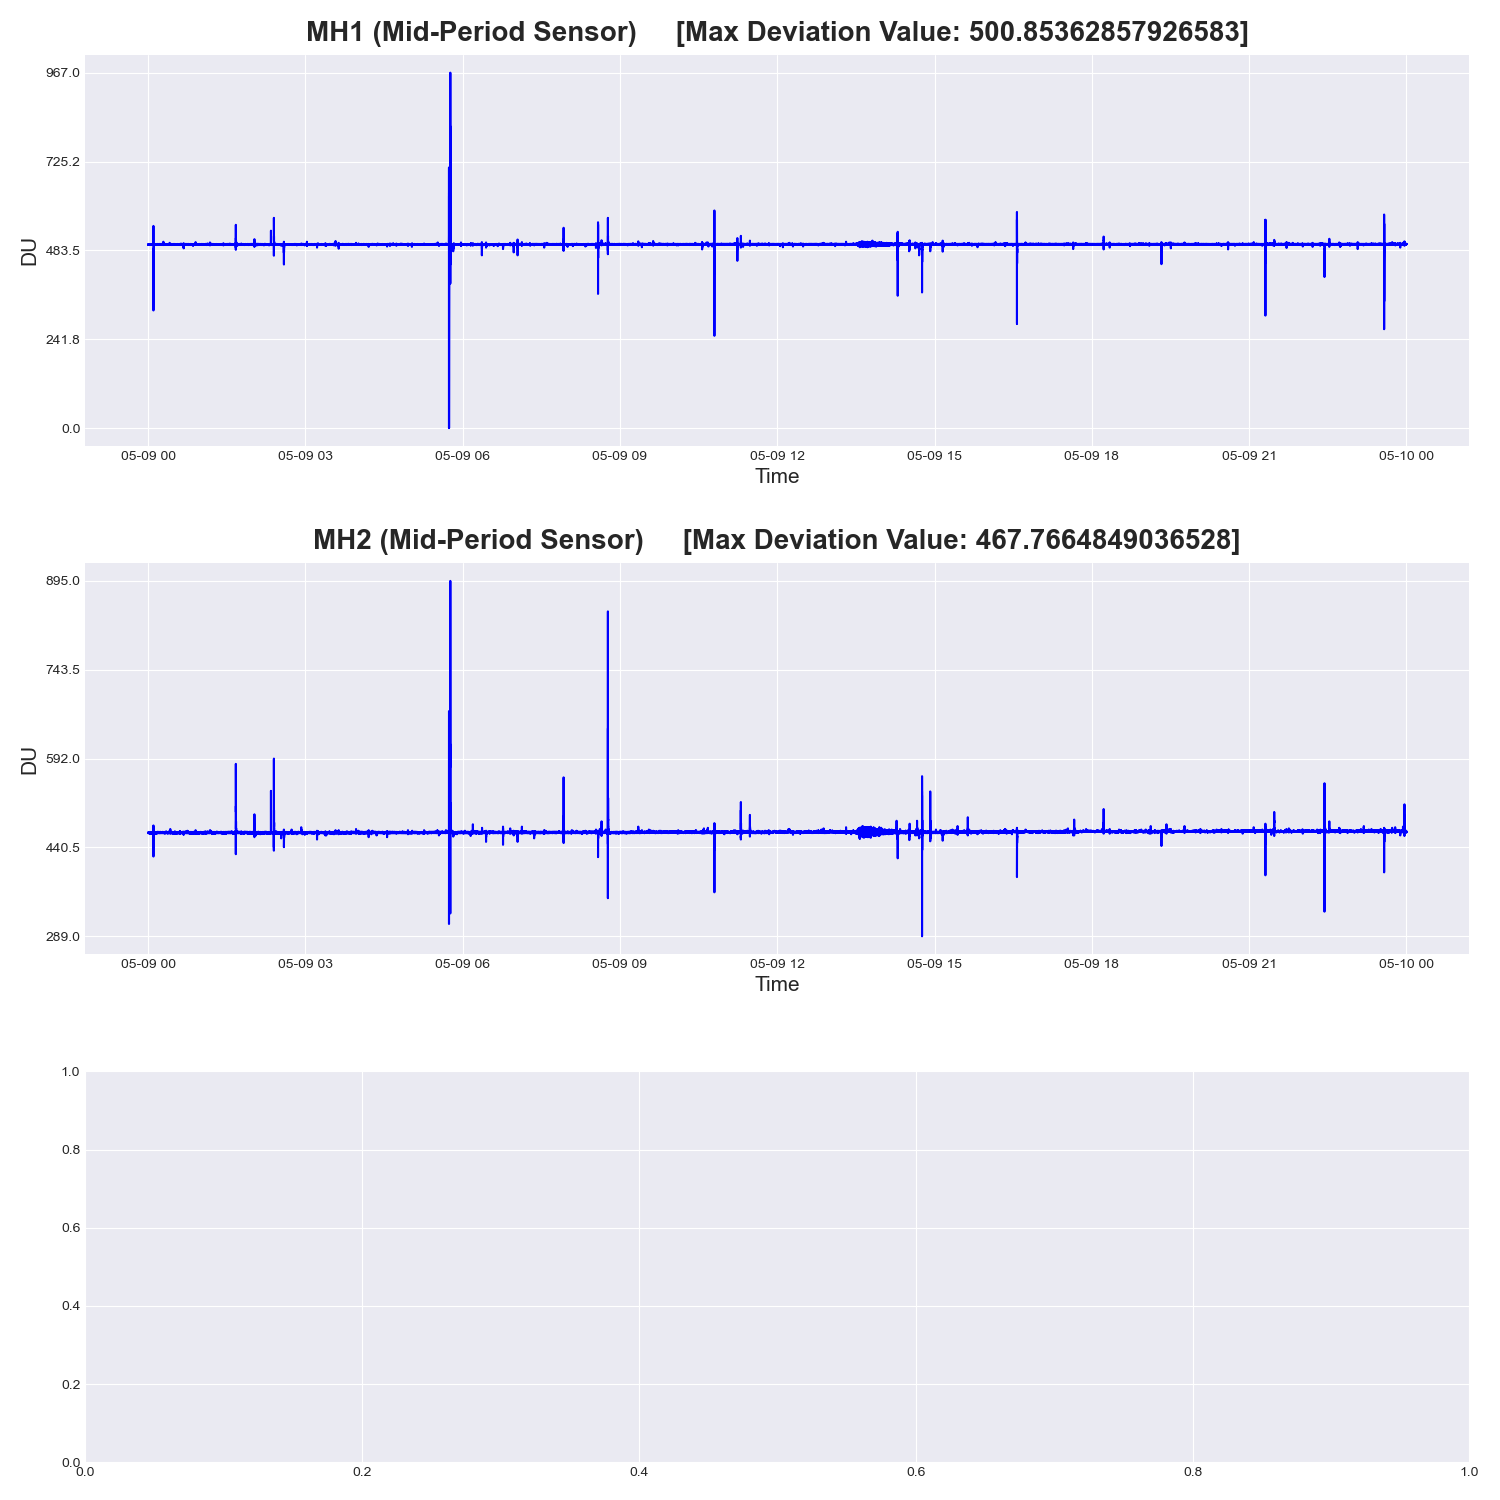 MH1 (Mid-Period Sensor) [Max Deviation Value: 500.85362857926583]
967.0
725.2
483.5
241.8
0.0
DU
05-09 00 05-09 03 05-09 06 05-09 09 05-09 12 05-09 15 05-09 18 05-09 21 05-10 00
Time
MH2 (Mid-Period Sensor) [Max Deviation Value: 467.7664849036528]
895.0
743.5
592.0
440.5
289.0
DU
05-09 00 05-09 03 05-09 06 05-09 09 05-09 12 05-09 15 05-09 18 05-09 21 05-10 00
Time
1.0
0.8
0.6
0.4
0.2
0.0
0.0 0.2 0.4 0.6 0.8 1.0